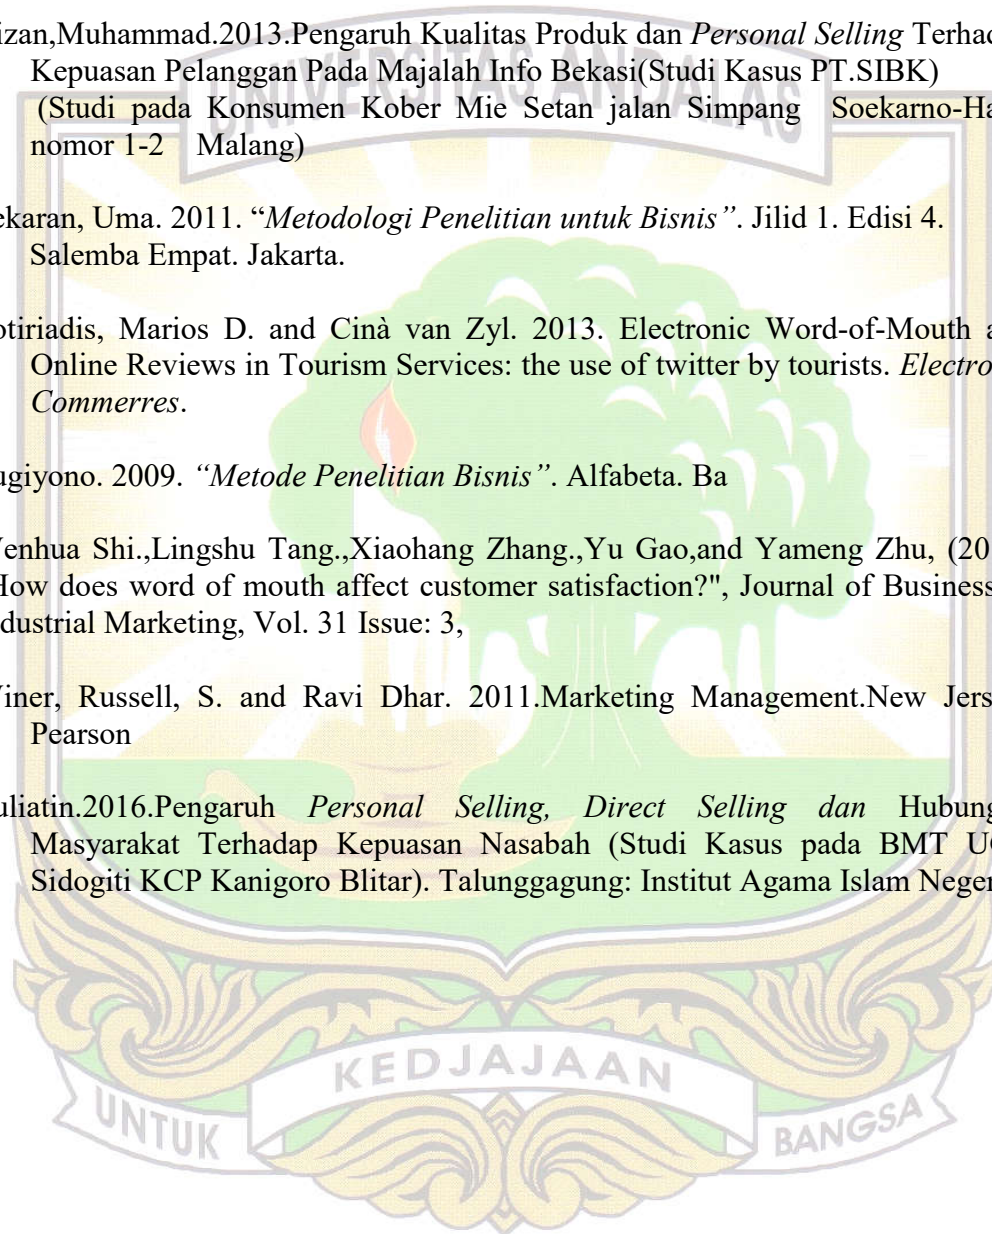 izan,Muhammad.2013.Pengaruh Kualitas Produk dan Personal Selling Terhad
Kepuasan Pelanggan Pada Majalah Info Bekasi(Studi Kasus PT.SIBK)
(Studi pada Konsumen Kober Mie Setan jalan Simpang Soekarno-Ha
nomor 1-2 Malang)
ekaran, Uma. 2011. “Metodologi Penelitian untuk Bisnis”. Jilid 1. Edisi 4.
Salemba Empat. Jakarta.
otiriadis, Marios D. and Cinà van Zyl. 2013. Electronic Word-of-Mouth a
Online Reviews in Tourism Services: the use of twitter by tourists. Electro
Commerres.
ugiyono. 2009. “Metode Penelitian Bisnis”. Alfabeta. Ba
enhua Shi.,Lingshu Tang.,Xiaohang Zhang.,Yu Gao,and Yameng Zhu, (20
How does word of mouth affect customer satisfaction?", Journal of Business
dustrial Marketing, Vol. 31 Issue: 3,
iner, Russell, S. and Ravi Dhar. 2011.Marketing Management.New Jers
Pearson
uliatin.2016.Pengaruh Personal Selling, Direct Selling dan Hubung
Masyarakat Terhadap Kepuasan Nasabah (Studi Kasus pada BMT U
Sidogiti KCP Kanigoro Blitar). Talunggagung: Institut Agama Islam Neger
UNIVERSITAS ANDALAS
UNTUK KEDJAJAAN BANGSA